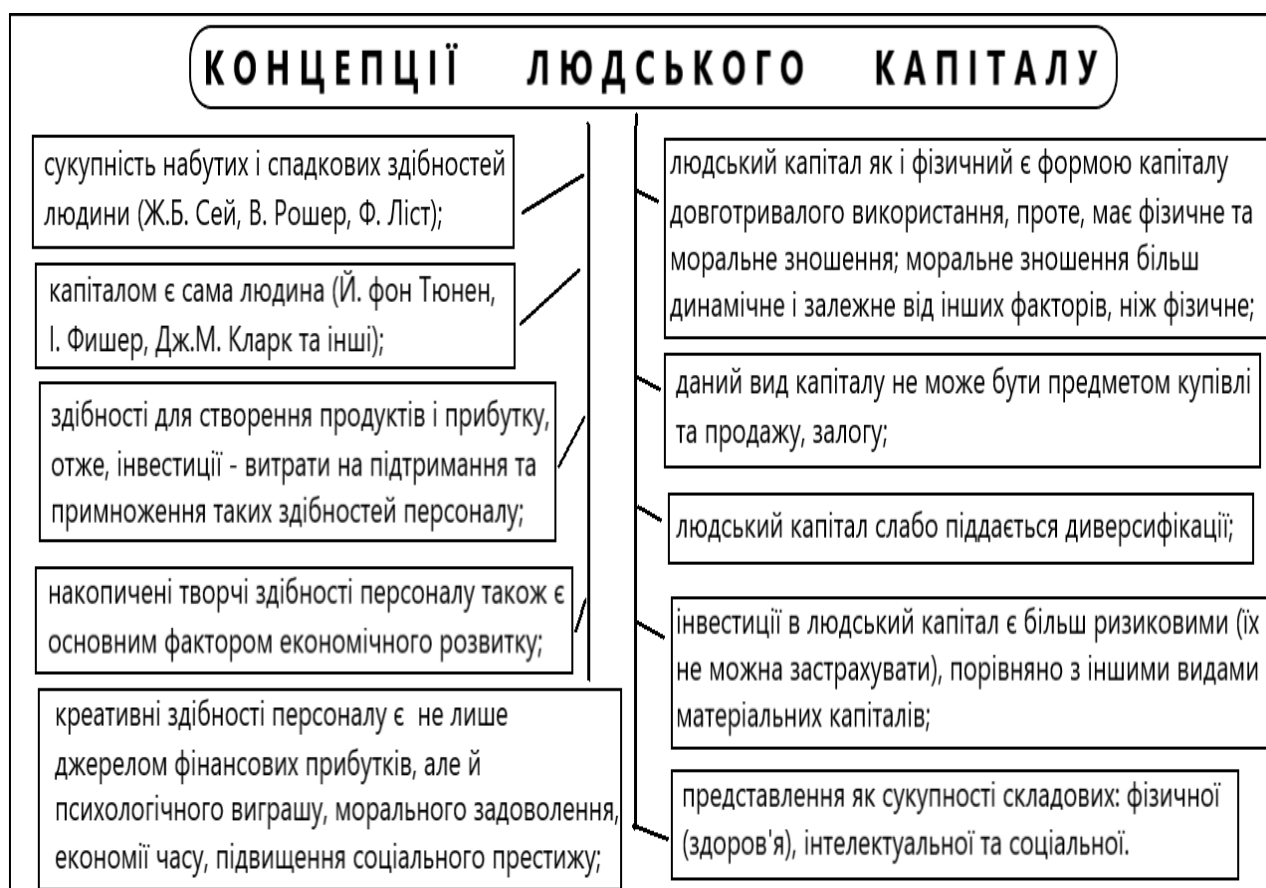 КОНЦЕПЦІЇ ЛЮДСЬКОГО КАПІТАЛУ
сукупність набутих і спадкових здібностей
людини (Ж.Б. Сей, В. Рошер, Ф. Ліст);
капіталом є сама людина (Й. фон Тюнен,
І. Фишер, Дж.М. Кларк та інші);
здібності для створення продуктів і прибутку,
отже, інвестиції - витрати на підтримання та
примноження таких здібностей персоналу;
накопичені творчі здібності персоналу також є
основним фактором економічного розвитку;
креативні здібності персоналу є не лише
джерелом фінансових прибутків, але й
психологічного виграшу, морального задоволення,
економії часу, підвищення соціального престижу;
людський капітал як і фізичний є формою капіталу
довготривалого використання, проте, має фізичне та
моральне зношення; моральне зношення більш
динамічне і залежне від інших факторів, ніж фізичне;
даний вид капіталу не може бути предметом купівлі
та продажу, залогу;
людський капітал слабо піддається диверсифікації;
інвестиції в людський капітал є більш ризиковими (їх
не можна застрахувати), порівняно з іншими видами
матеріальних капіталів;
представлення як сукупності складових: фізичної
(здоров'я), інтелектуальної та соціальної.